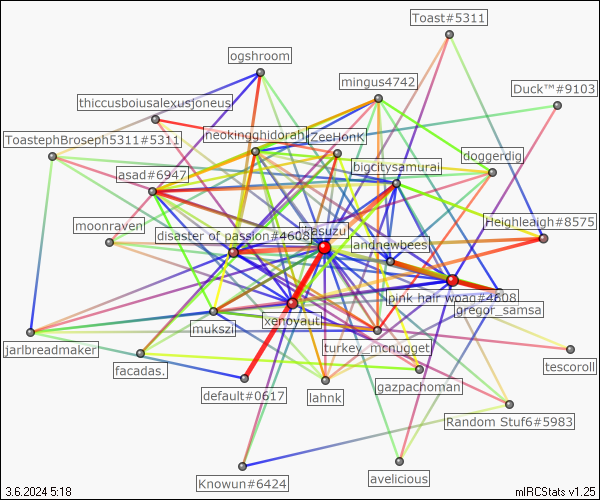 Toast#5311
ogshroom
mingus4742
Duck™#9103
thiccusboiusalexusjoneus
neokingghidorah
ZeeHonK
ToastephBroseph5311#5311
doggerdig
bigcitysamurai
asad#6947
moonraven
Heighleaigh#8575
disaster of passion#4608
andnewbees
pink hair woag#4608
gregor_samsa
xenoyaut
mukszi
turkey_mcnugget
jarlbreadmaker
tescoroll
facadas.
gazpachoman
default#0617
lahnk
Random Stuf6#5983
avelicious
Knowun#6424
3.6.2024 5:18
mIRCStats v1.25